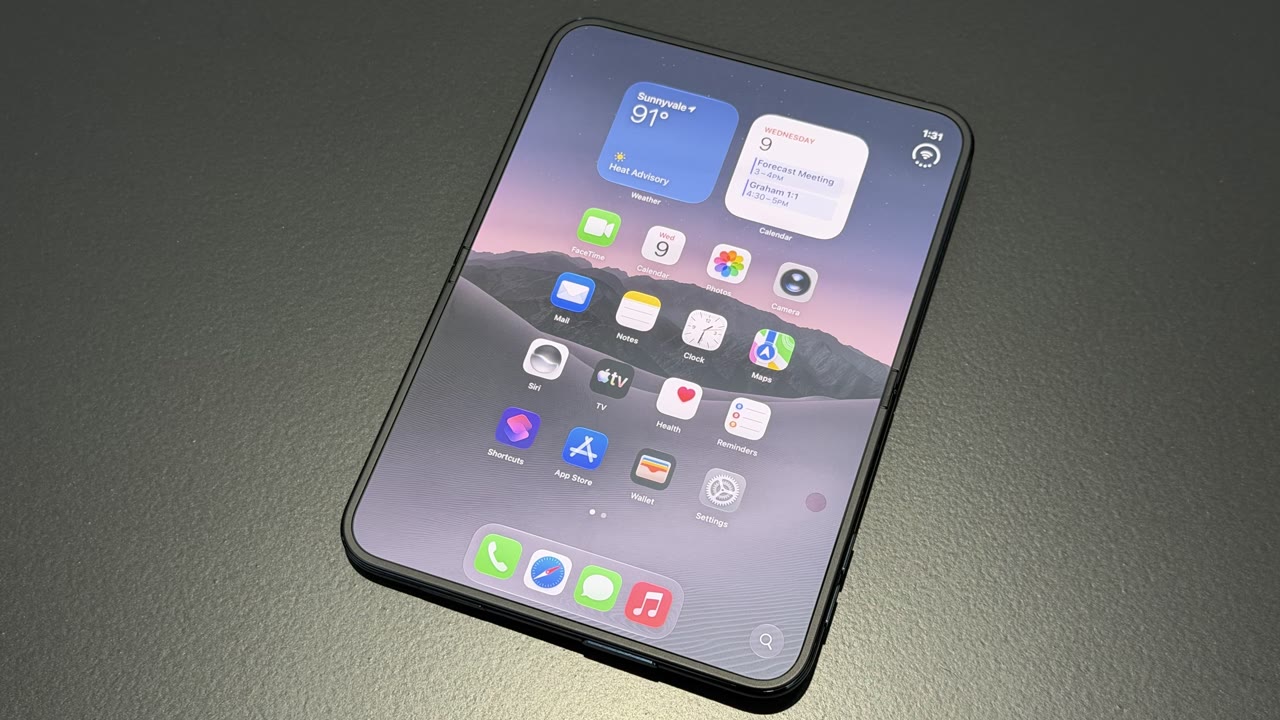 Sunnyvale
91°
Heat Advisory
Weather
WEDNESDAY
9
Forecast Meeting
3–4PM
Graham 1:1
4:30–5PM
Calendar
1:31
FaceTime
Wed
9
Calendar
Photos
Camera
Mail
Notes
12
Clock
Maps
Siri
tv
TV
Health
Reminders
Shortcuts
App Store
Wallet
Settings